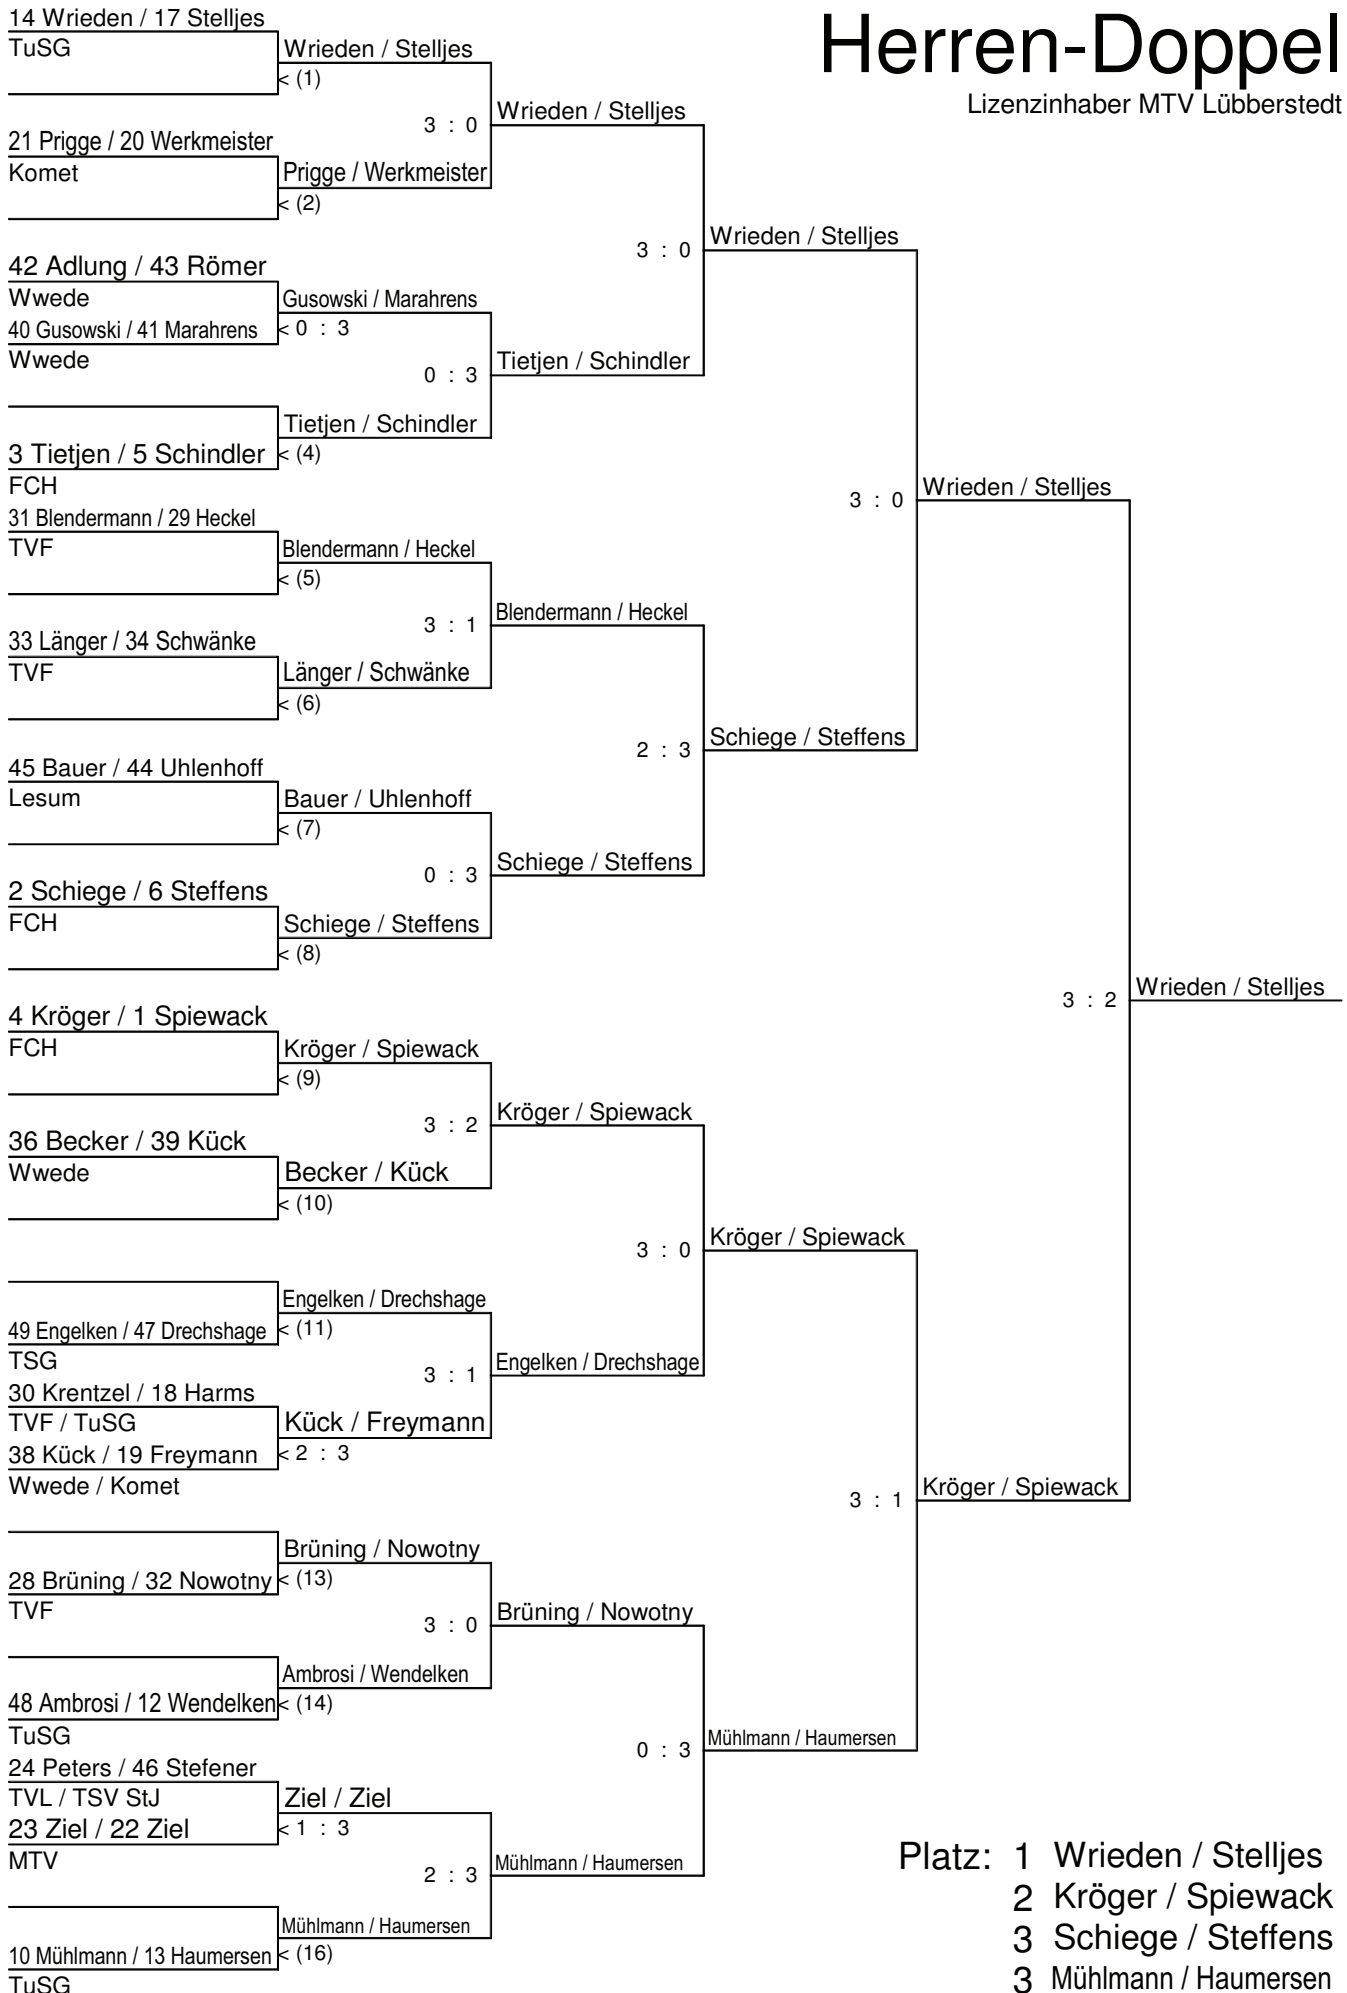 Herren-Doppel
Lizenzinhaber MTV Lübberstedt
14 Wrieden / 17 Stelljes
TuSG
Wrieden / Stelljes
< (1)
3 : 0
Wrieden / Stelljes
21 Prigge / 20 Werkmeister
Komet
Prigge / Werkmeister
< (2)
3 : 0
Wrieden / Stelljes
42 Adlung / 43 Römer
Wwede
Gusowski / Marahrens
40 Gusowski / 41 Marahrens
< 0 : 3
Wwede
0 : 3
Tietjen / Schindler
Tietjen / Schindler
3 Tietjen / 5 Schindler
< (4)
FCH
3 : 0
Wrieden / Stelljes
31 Blendermann / 29 Heckel
TVF
Blendermann / Heckel
< (5)
3 : 1
Blendermann / Heckel
33 Länger / 34 Schwänke
TVF
Länger / Schwänke
< (6)
2 : 3
Schiege / Steffens
45 Bauer / 44 Uhlenhoff
Lesum
Bauer / Uhlenhoff
< (7)
0 : 3
Schiege / Steffens
2 Schiege / 6 Steffens
FCH
Schiege / Steffens
< (8)
3 : 2
Wrieden / Stelljes
4 Kröger / 1 Spiewack
FCH
Kröger / Spiewack
< (9)
3 : 2
Kröger / Spiewack
36 Becker / 39 Kück
Wwede
Becker / Kück
< (10)
3 : 0
Kröger / Spiewack
Engelken / Drechshage
49 Engelken / 47 Drechshage
< (11)
TSG
3 : 1
Engelken / Drechshage
30 Krentzel / 18 Harms
TVF / TuSG
Kück / Freymann
38 Kück / 19 Freymann
< 2 : 3
Wwede / Komet
3 : 1
Kröger / Spiewack
Brüning / Nowotny
28 Brüning / 32 Nowotny
< (13)
TVF
3 : 0
Brüning / Nowotny
Ambrosi / Wendelken
48 Ambrosi / 12 Wendelken
< (14)
TuSG
0 : 3
Mühlmann / Haumersen
24 Peters / 46 Stefener
TVL / TSV StJ
Ziel / Ziel
23 Ziel / 22 Ziel
< 1 : 3
MTV
2 : 3
Mühlmann / Haumersen
Mühlmann / Haumersen
10 Mühlmann / 13 Haumersen
< (16)
TuSG
Platz: 1 Wrieden / Stelljes
2 Kröger / Spiewack
3 Schiege / Steffens
3 Mühlmann / Haumersen